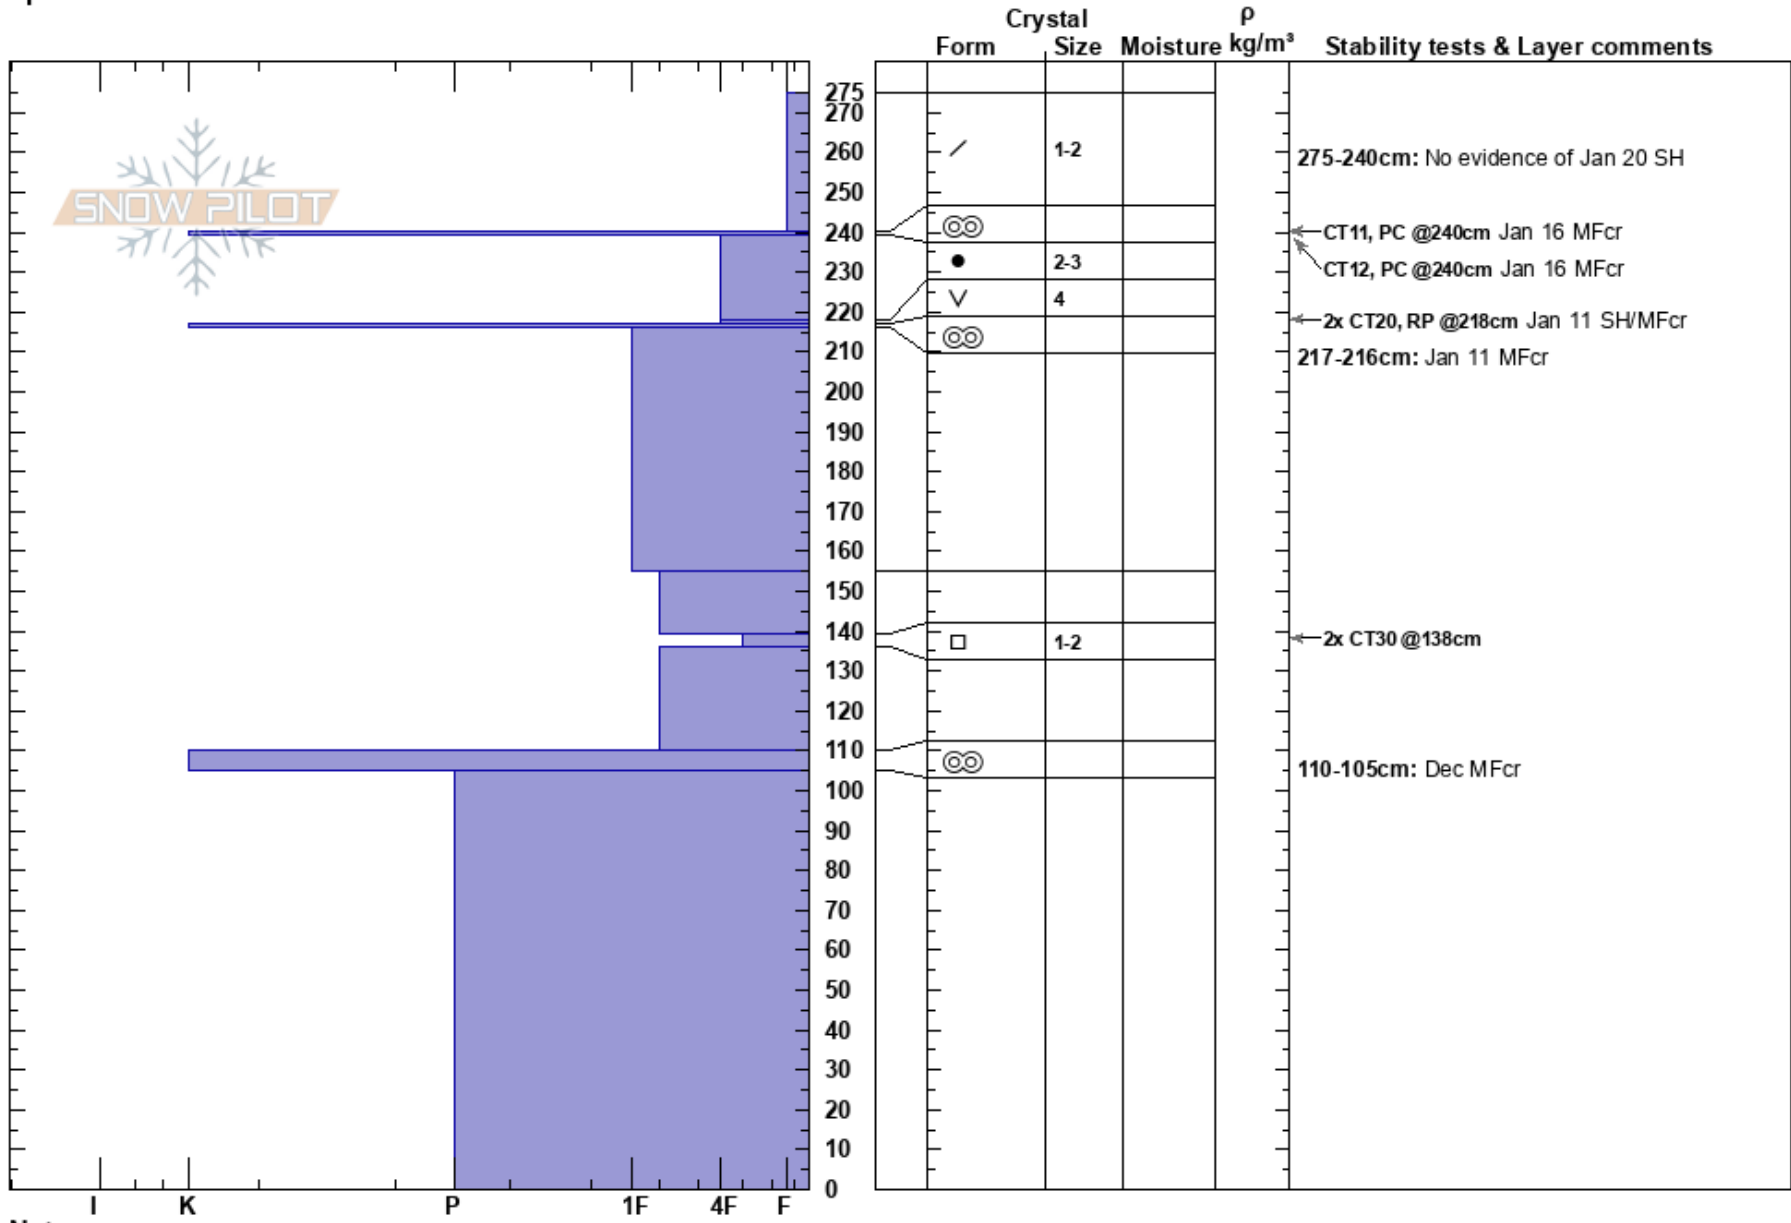 Crystal
ρ
Form Size Moisture kg/m³ Stability tests & Layer comments
275
270
260 1-2 275-240cm: No evidence of Jan 20 SH
SNOW PILOT
250
240 CT11, PC @240cm Jan 16 MFcr
230 2-3 CT12, PC @240cm Jan 16 MFcr
220 4 2x CT20, RP @218cm Jan 11 SH/MFcr
210 217-216cm: Jan 11 MFcr
200
190
180
170
160
150
140 1-2 2x CT30 @138cm
130
120
110 110-105cm: Dec MFcr
100
90
80
70
60
50
40
30
20
10
0
I K P 1F 4F F